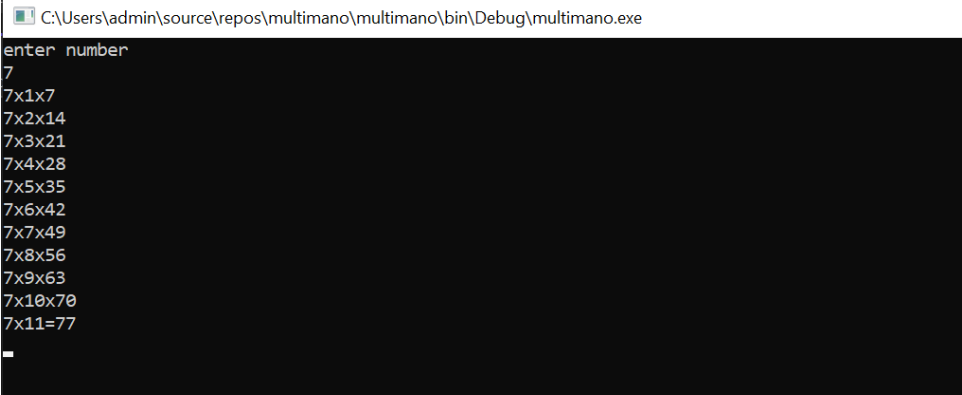 C:\Users\admin\source\repos\multimano\multimano\bin\Debug\multimano.exe
enter number
7
7x1x7
7x2x14
7x3x21
7x4x28
7x5x35
7x6x42
7x7x49
7x8x56
7x9x63
7x10x70
7x11=77